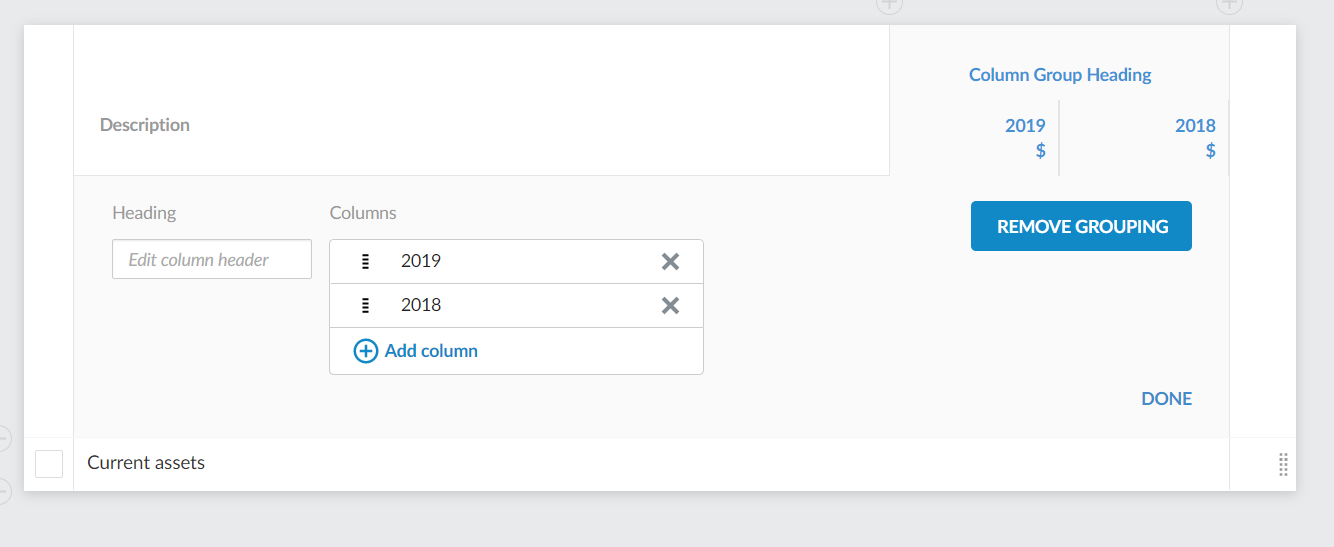 Column Group Heading
Description
2019
2018
$
$
Heading
Columns
REMOVE GROUPING
Edit column header
2019
2018
Add column
DONE
Current assets